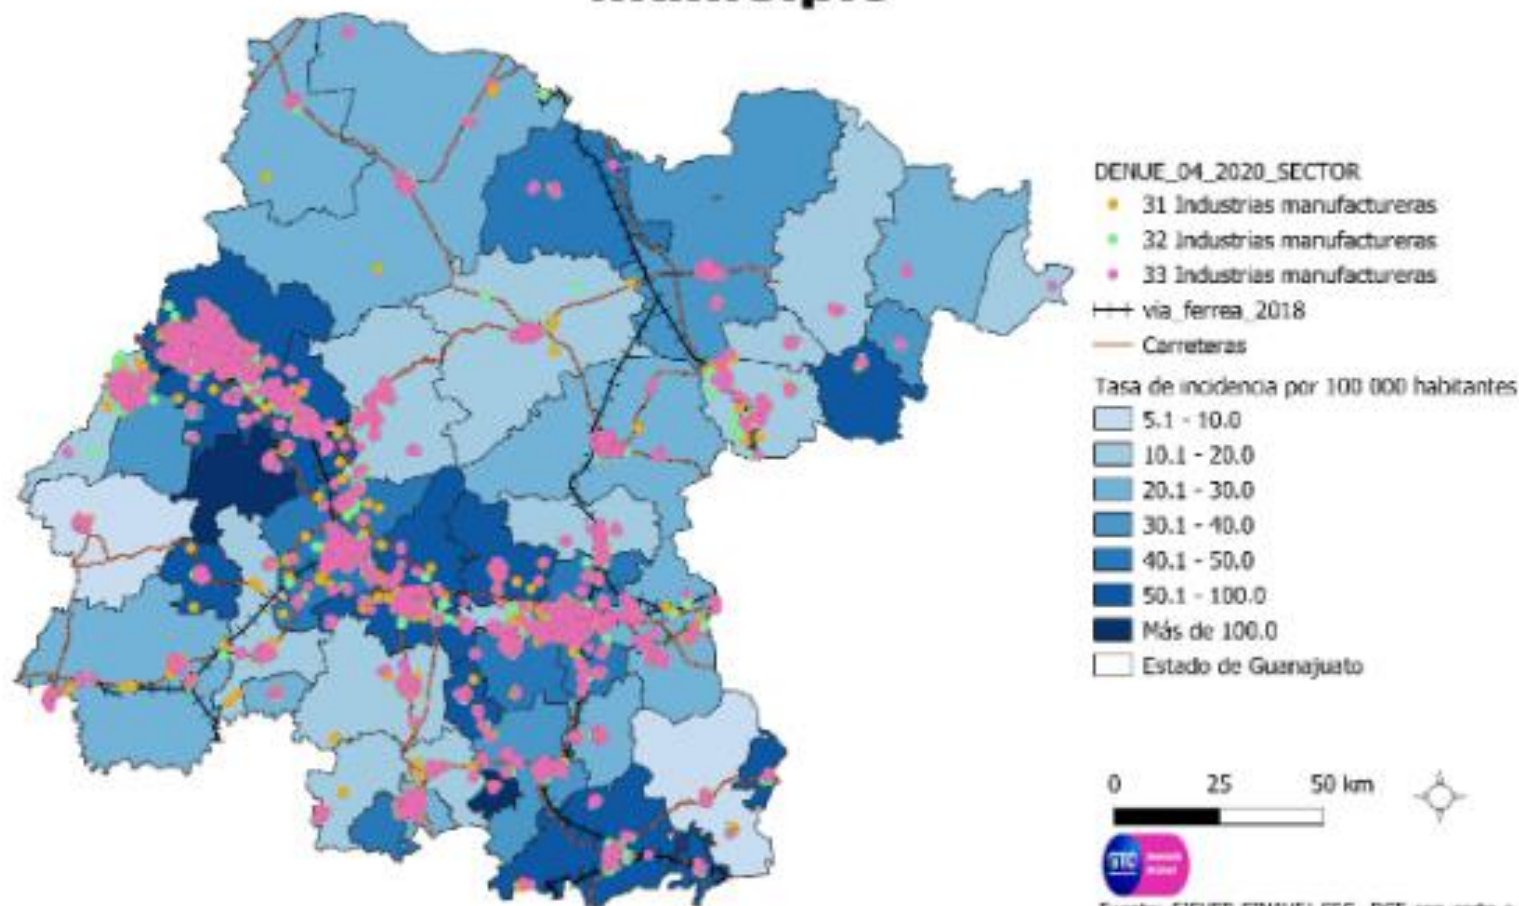 DENUE_04_2020_SECTOR
31 Industrias manufactureras
32 Industrias manufactureras
33 Industrias manufactureras
via_ferrea_2018
Carreteras
Tasa de incidencia por 100 000 habitantes
5.1 - 10.0
10.1 - 20.0
20.1 - 30.0
30.1 - 40.0
40.1 - 50.0
50.1 - 100.0
Más de 100.0
Estado de Guanajuato
0 25 50 km